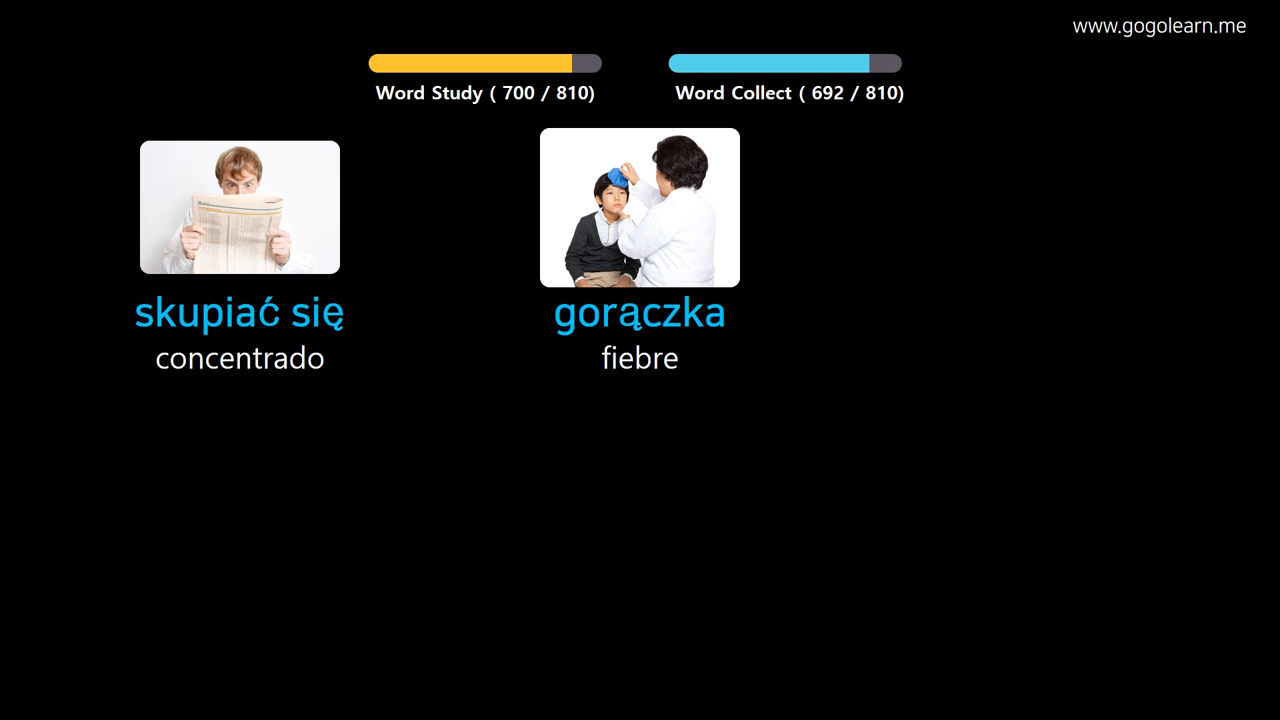 www.gogolearn.me
Word Study ( 700 / 810)
Word Collect ( 692 / 810)
skupiać się
concentrado
gorączka
fiebre